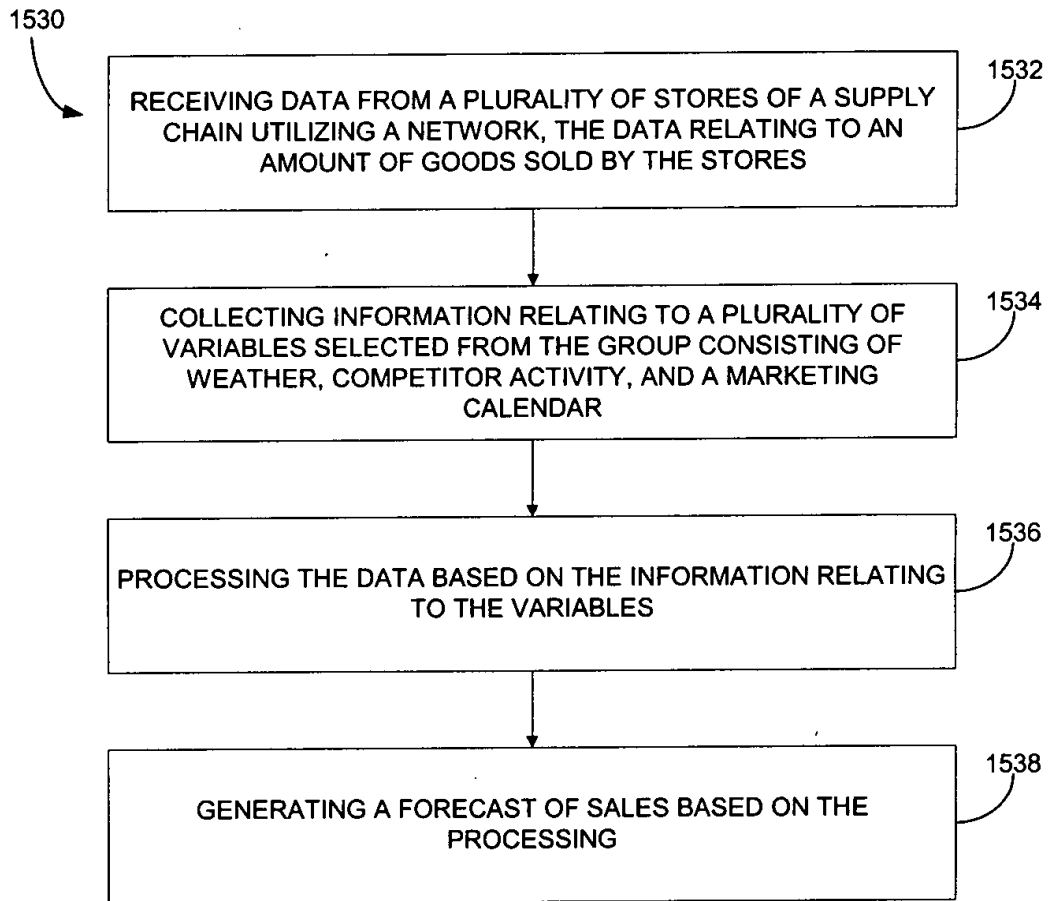 1530
1532
RECEIVING DATA FROM A PLURALITY OF STORES OF A SUPPLY
CHAIN UTILIZING A NETWORK, THE DATA RELATING TO AN
AMOUNT OF GOODS SOLD BY THE STORES
1534
COLLECTING INFORMATION RELATING TO A PLURALITY OF
VARIABLES SELECTED FROM THE GROUP CONSISTING OF
WEATHER, COMPETITOR ACTIVITY, AND A MARKETING
CALENDAR
1536
PROCESSING THE DATA BASED ON THE INFORMATION RELATING
TO THE VARIABLES
1538
GENERATING A FORECAST OF SALES BASED ON THE
PROCESSING